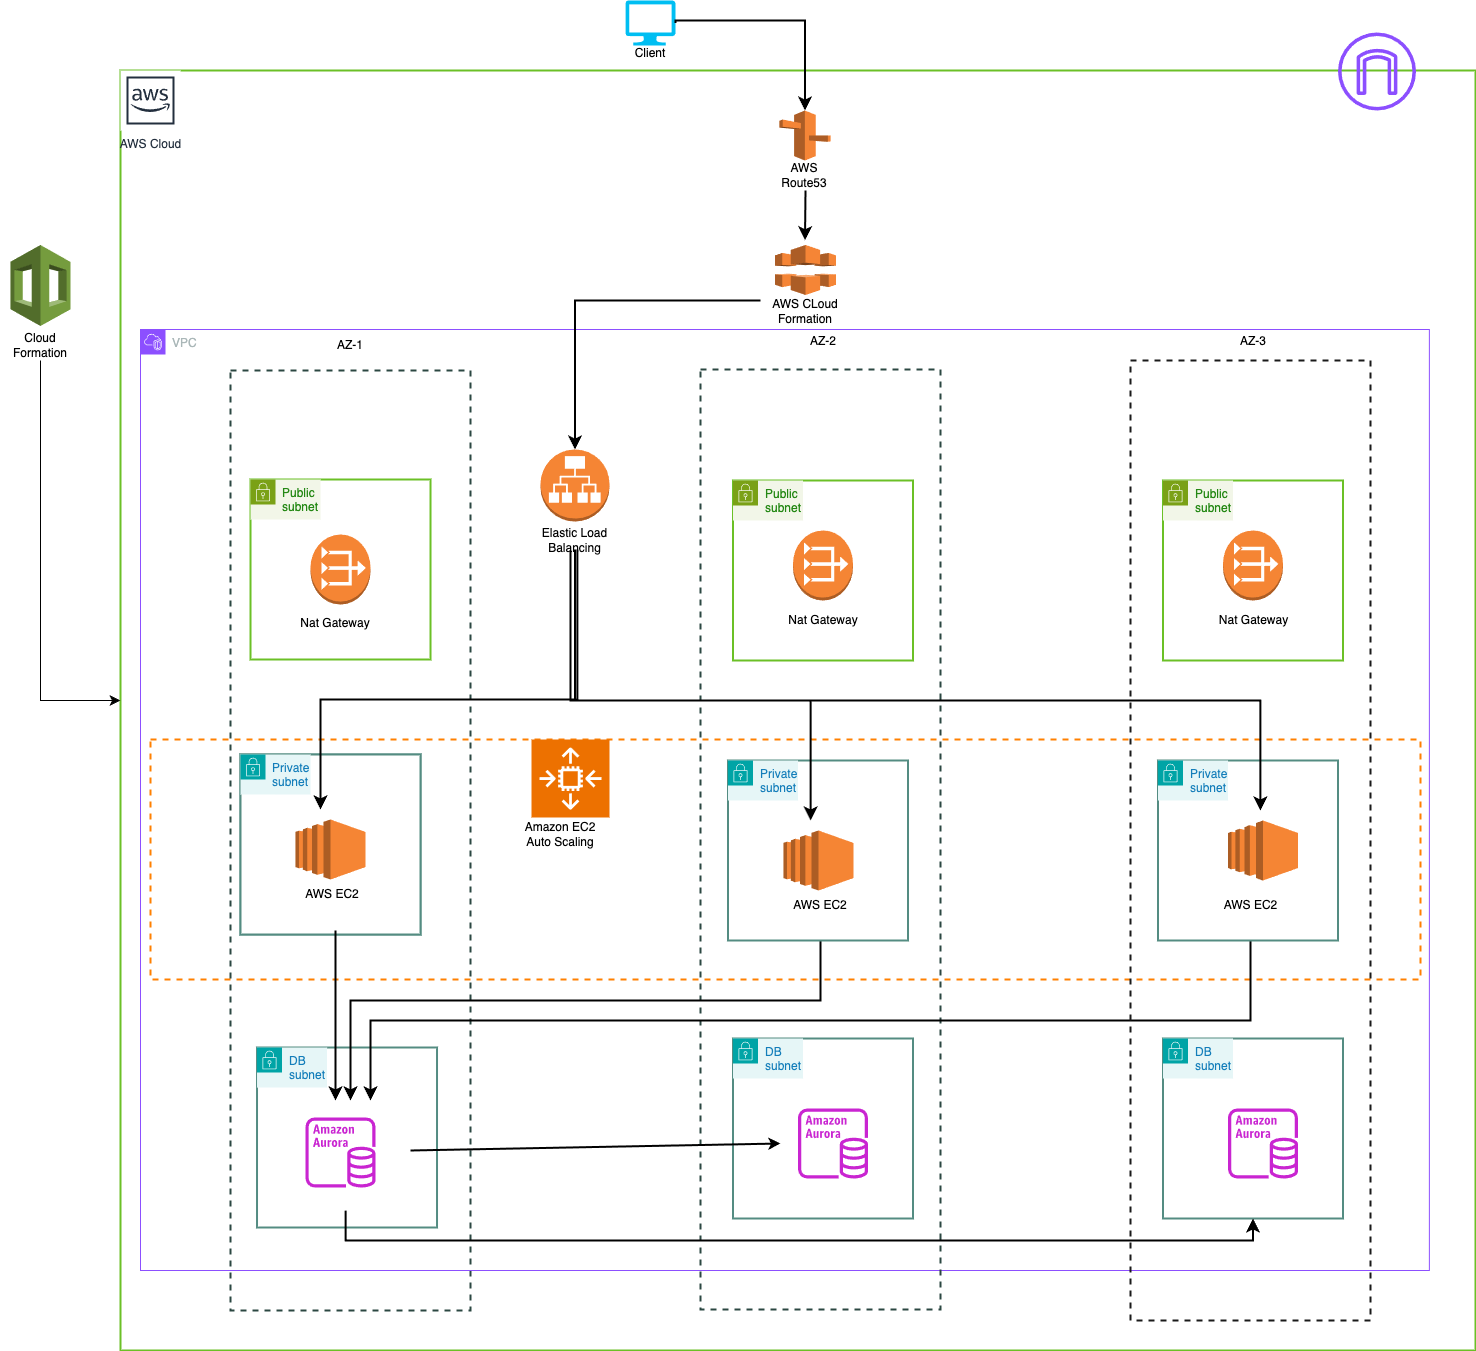 Client
aws
AWS Cloud
AWS
Route53
AWS CLoud
Formation
Cloud
Formation
VPC
AZ-1
AZ-2
AZ-3
Public
subnet
Nat Gateway
Elastic Load
Balancing
Public
subnet
Nat Gateway
Public
subnet
Nat Gateway
Private
subnet
AWS EC2
Amazon EC2
Auto Scaling
Private
subnet
AWS EC2
Private
subnet
AWS EC2
DB
subnet
Amazon
Aurora
DB
subnet
Amazon
Aurora
DB
subnet
Amazon
Aurora